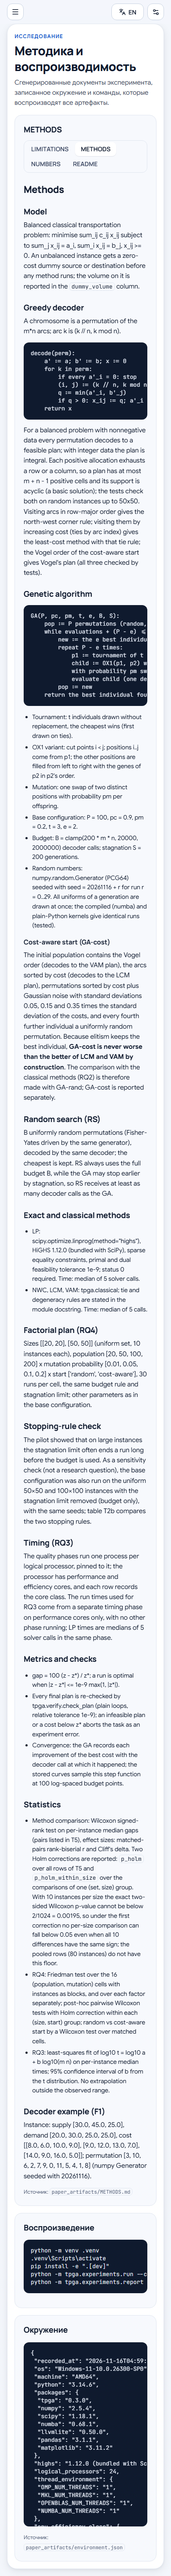 EN
ИССЛЕДОВАНИЕ
Методика и
воспроизводимость
Сгенерированные документы эксперимента,
записанное окружение и команды, которые
воспроизводят все артефакты.
METHODS
LIMITATIONS METHODS
NUMBERS README
Methods
Model
Balanced classical transportation
problem: minimise sum_ij c_ij x_ij subject
to sum_j x_ij = a_i, sum_i x_ij = b_j, x_ij >=
0. An unbalanced instance gets a zero-
cost dummy source or destination before
any method runs; the volume on it is
reported in the dummy_volume column.
Greedy decoder
A chromosome is a permutation of the
m*n arcs; arc k is (k // n, k mod n).
decode(perm):
a' := a; b' := b; x := 0
for k in perm:
if every a'_i = 0: stop
(i, j) := (k // n, k mod n
q := min(a'_i, b'_j)
if q > 0: x_ij := q; a'_i
return x
For a balanced problem with nonnegative
data every permutation decodes to a
feasible plan; with integer data the plan is
integral. Each positive allocation exhausts
a row or a column, so a plan has at most
m + n - 1 positive cells and its support is
acyclic (a basic solution); the tests check
both on random instances up to 50x50.
Visiting arcs in row-major order gives the
north-west corner rule; visiting them by
increasing cost (ties by arc index) gives
the least-cost method with that tie rule;
the Vogel order of the cost-aware start
gives Vogel's plan (all three checked by
tests).
Genetic algorithm
GA(P, pc, pm, t, e, B, S):
pop := P permutations (random,
while evaluations + (P - e) <=
new := the e best individua
repeat P - e times:
p1 := tournament of t
child := OX1(p1, p2) w
with probability pm sw
evaluate child (one de
pop := new
return the best individual fou
• Tournament: t individuals drawn without
replacement, the cheapest wins (first
drawn on ties).
• OX1 variant: cut points i < j; positions i..j
come from p1; the other positions are
filled from left to right with the genes of
p2 in p2's order.
• Mutation: one swap of two distinct
positions with probability pm per
offspring.
• Base configuration: P = 100, pc = 0.9, pm
= 0.2, t = 3, e = 2.
• Budget: B = clamp(200 * m * n, 20000,
2000000) decoder calls; stagnation S =
200 generations.
• Random numbers:
numpy.random.Generator (PCG64)
seeded with seed = 20261116 + r for run r
= 0..29. All uniforms of a generation are
drawn at once; the compiled (numba) and
plain-Python kernels give identical runs
(tested).
Cost-aware start (GA-cost)
The initial population contains the Vogel
order (decodes to the VAM plan), the arcs
sorted by cost (decodes to the LCM
plan), permutations sorted by cost plus
Gaussian noise with standard deviations
0.05, 0.15 and 0.35 times the standard
deviation of the costs, and every fourth
further individual a uniformly random
permutation. Because elitism keeps the
best individual, GA-cost is never worse
than the better of LCM and VAM by
construction. The comparison with the
classical methods (RQ2) is therefore
made with GA-rand; GA-cost is reported
separately.
Random search (RS)
B uniformly random permutations (Fisher-
Yates driven by the same generator),
decoded by the same decoder; the
cheapest is kept. RS always uses the full
budget B, while the GA may stop earlier
by stagnation, so RS receives at least as
many decoder calls as the GA.
Exact and classical methods
• LP:
scipy.optimize.linprog(method="highs"),
HiGHS 1.12.0 (bundled with SciPy), sparse
equality constraints, primal and dual
feasibility tolerance 1e-9; status 0
required. Time: median of 5 solver calls.
• NWC, LCM, VAM: tpga.classical; tie and
degeneracy rules are stated in the
module docstring. Time: median of 5 calls.
Factorial plan (RQ4)
Sizes [[20, 20], [50, 50]] (uniform set, 10
instances each), population [20, 50, 100,
200] x mutation probability [0.01, 0.05,
0.1, 0.2] x start ['random', 'cost-aware'], 30
runs per cell, the same budget rule and
stagnation limit; other parameters as in
the base configuration.
Stopping-rule check
The pilot showed that on large instances
the stagnation limit often ends a run long
before the budget is used. As a sensitivity
check (not a research question), the base
configuration was also run on the uniform
50×50 and 100×100 instances with the
stagnation limit removed (budget only),
with the same seeds; table T2b compares
the two stopping rules.
Timing (RQ3)
The quality phases run one process per
logical processor, pinned to it; the
processor has performance and
efficiency cores, and each row records
the core class. The run times used for
RQ3 come from a separate timing phase
on performance cores only, with no other
phase running; LP times are medians of 5
solver calls in the same phase.
Metrics and checks
• gap = 100 (z - z*) / z*; a run is optimal
when |z - z*| <= 1e-9 max(1, |z*|).
• Every final plan is re-checked by
tpga.verify.check_plan (plain loops,
relative tolerance 1e-9); an infeasible plan
or a cost below z* aborts the task as an
experiment error.
• Convergence: the GA records each
improvement of the best cost with the
decoder call at which it happened; the
mean curves sample this step function
at 100 log-spaced budget points.
Statistics
• Method comparison: Wilcoxon signed-
rank test on per-instance median gaps
(pairs listed in T5), effect sizes: matched-
pairs rank-biserial r and Cliff's delta. Two
Holm corrections are reported: p_holm
over all rows of T5 and
p_holm_within_size over the
comparisons of one (set, size) group.
With 10 instances per size the exact two-
sided Wilcoxon p-value cannot be below
2/1024 = 0.00195, so under the first
correction no per-size comparison can
fall below 0.05 even when all 10
differences have the same sign; the
pooled rows (80 instances) do not have
this floor.
• RQ4: Friedman test over the 16
(population, mutation) cells with
instances as blocks, and over each factor
separately; post-hoc pairwise Wilcoxon
tests with Holm correction within each
(size, start) group; random vs cost-aware
start by a Wilcoxon test over matched
cells.
• RQ3: least-squares fit of log10 t = log10 a
+ b log10(m n) on per-instance median
times; 95% confidence interval of b from
the t distribution. No extrapolation
outside the observed range.
Decoder example (F1)
Instance: supply [30.0, 45.0, 25.0],
demand [20.0, 30.0, 25.0, 25.0], cost
[[8.0, 6.0, 10.0, 9.0], [9.0, 12.0, 13.0, 7.0],
[14.0, 9.0, 16.0, 5.0]]; permutation [3, 10,
6, 2, 7, 9, 0, 11, 5, 4, 1, 8] (numpy Generator
seeded with 20261116).
Источник: paper_artifacts/METHODS.md
Воспроизведение
python -m venv .venv
.venv\Scripts\activate
pip install -e ".[dev]"
python -m tpga.experiments.run --c
python -m tpga.experiments.report
Окружение
{
"recorded_at": "2026-11-16T04:59:
"os": "Windows-11-10.0.26300-SP0"
"machine": "AMD64",
"python": "3.14.6",
"packages": {
"tpga": "0.3.0",
"numpy": "2.5.4",
"scipy": "1.18.1",
"numba": "0.68.1",
"llvmlite": "0.50.0",
"pandas": "3.1.1",
"matplotlib": "3.11.2"
},
"highs": "1.12.0 (bundled with Sc
"logical_processors": 24,
"thread_environment": {
"OMP_NUM_THREADS": "1",
"MKL_NUM_THREADS": "1",
"OPENBLAS_NUM_THREADS": "1",
"NUMBA_NUM_THREADS": "1"
},
Источник:
paper_artifacts/environment.json